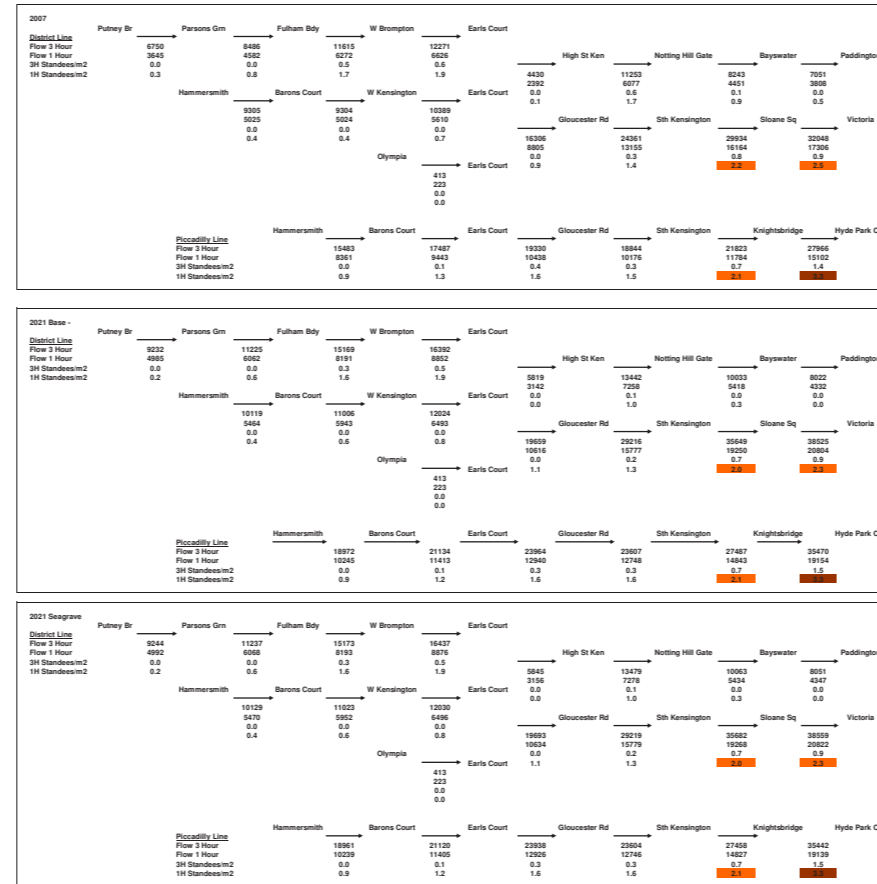 2007
Putney Br Parsons Grn Fulham Bdy W Brompton Earls Court
District Line
Flow 3 Hour 6750 8486 11615 12271
Flow 1 Hour 3645 4582 6272 6626 High St Ken Notting Hill Gate Bayswater Paddington
3H Standees/m2 0.0 0.0 0.5 0.6
1H Standees/m2 0.3 0.8 1.7 1.9 4430 11253 8243 7051
2392 6077 4451 3808
Hammersmith Barons Court W Kensington Earls Court 0.0 0.6 0.1 0.0
0.1 1.7 0.9 0.5
9305 9304 10389
5025 5024 5610 Gloucester Rd Sth Kensington Sloane Sq Victoria
0.0 0.0 0.0
0.4 0.4 0.7 16306 24361 29934 32048
8805 13155 16164 17306
Olympia 0.0 0.3 0.8 0.9
Earls Court 0.9 1.4 2.2 2.5
413
223
0.0
0.0
Hammersmith Barons Court Earls Court Gloucester Rd Sth Kensington Knightsbridge Hyde Park C
Piccadilly Line
Flow 3 Hour 15483 17487 19330 18844 21823 27966
Flow 1 Hour 8361 9443 10438 10176 11784 15102
3H Standees/m2 0.0 0.1 0.4 0.3 0.7 1.4
1H Standees/m2 0.9 1.3 1.6 1.5 2.1
2021 Base -
Putney Br Parsons Grn Fulham Bdy W Brompton Earls Court
District Line
Flow 3 Hour 9232 11225 15169 16392
Flow 1 Hour 4985 6062 8191 8852 High St Ken Notting Hill Gate Bayswater Paddington
3H Standees/m2 0.0 0.0 0.3 0.5
1H Standees/m2 0.2 0.6 1.6 1.9 5819 13442 10033 8022
3142 7258 5418 4332
Hammersmith Barons Court W Kensington Earls Court 0.0 0.1 0.0 0.0
0.0 1.0 0.3 0.0
10119 11006 12024
5464 5943 6493 Gloucester Rd Sth Kensington Sloane Sq Victoria
0.0 0.0 0.0
0.4 0.6 0.8 19659 29216 35649 38525
10616 15777 19250 20804
Olympia 0.0 0.2 0.7 0.9
Earls Court 1.1 1.3 2.0 2.3
413
223
0.0
0.0
Hammersmith Barons Court Earls Court Gloucester Rd Sth Kensington Knightsbridge Hyde Park C
Piccadilly Line
Flow 3 Hour 18972 21134 23964 23607 27487 35470
Flow 1 Hour 10245 11413 12940 12748 14843 19154
3H Standees/m2 0.0 0.1 0.3 0.3 0.7 1.5
1H Standees/m2 0.9 1.2 1.6 1.6 2.1
2021 Seagrave
Putney Br Parsons Grn Fulham Bdy W Brompton Earls Court
District Line
Flow 3 Hour 9244 11237 15173 16437
Flow 1 Hour 4992 6068 8193 8876 High St Ken Notting Hill Gate Bayswater Paddington
3H Standees/m2 0.0 0.0 0.3 0.5
1H Standees/m2 0.2 0.6 1.6 1.9 5845 13479 10063 8051
3156 7278 5434 4347
Hammersmith Barons Court W Kensington Earls Court 0.0 0.1 0.0 0.0
0.0 1.0 0.3 0.0
10129 11023 12030
5470 5952 6496 Gloucester Rd Sth Kensington Sloane Sq Victoria
0.0 0.0 0.0
0.4 0.6 0.8 19693 29219 35682 38559
10634 15779 19268 20822
Olympia 0.0 0.2 0.7 0.9
Earls Court 1.1 1.3 2.0 2.3
413
223
0.0
0.0
Hammersmith Barons Court Earls Court Gloucester Rd Sth Kensington Knightsbridge Hyde Park C
Piccadilly Line
Flow 3 Hour 18961 21120 23938 23604 27458 35442
Flow 1 Hour 10239 11405 12926 12746 14827 19139
3H Standees/m2 0.0 0.1 0.3 0.3 0.7 1.5
1H Standees/m2 0.9 1.2 1.6 1.6 2.1